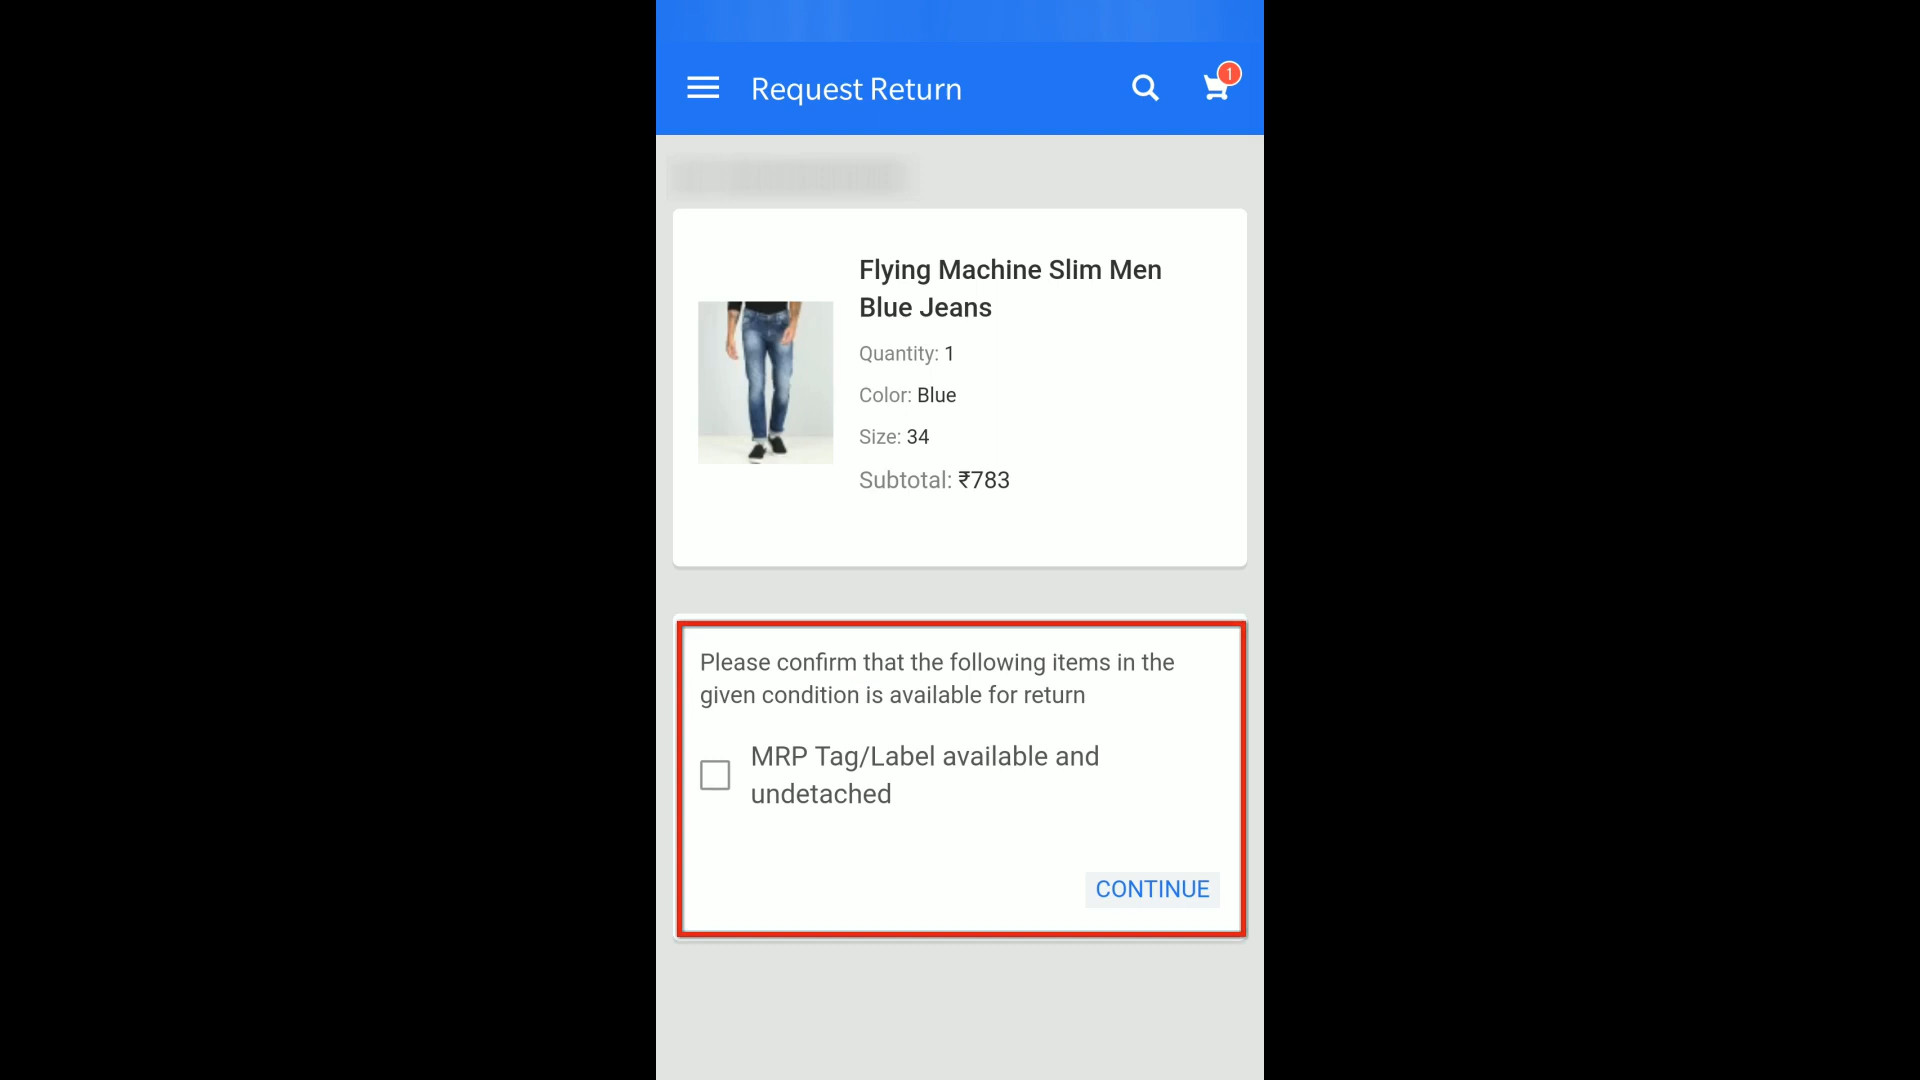 Request Return
1
Flying Machine Slim Men
Blue Jeans
Quantity: 1
Color: Blue
Size: 34
Subtotal: ₹783
Please confirm that the following items in the
given condition is available for return
MRP Tag/Label available and
undetached
CONTINUE